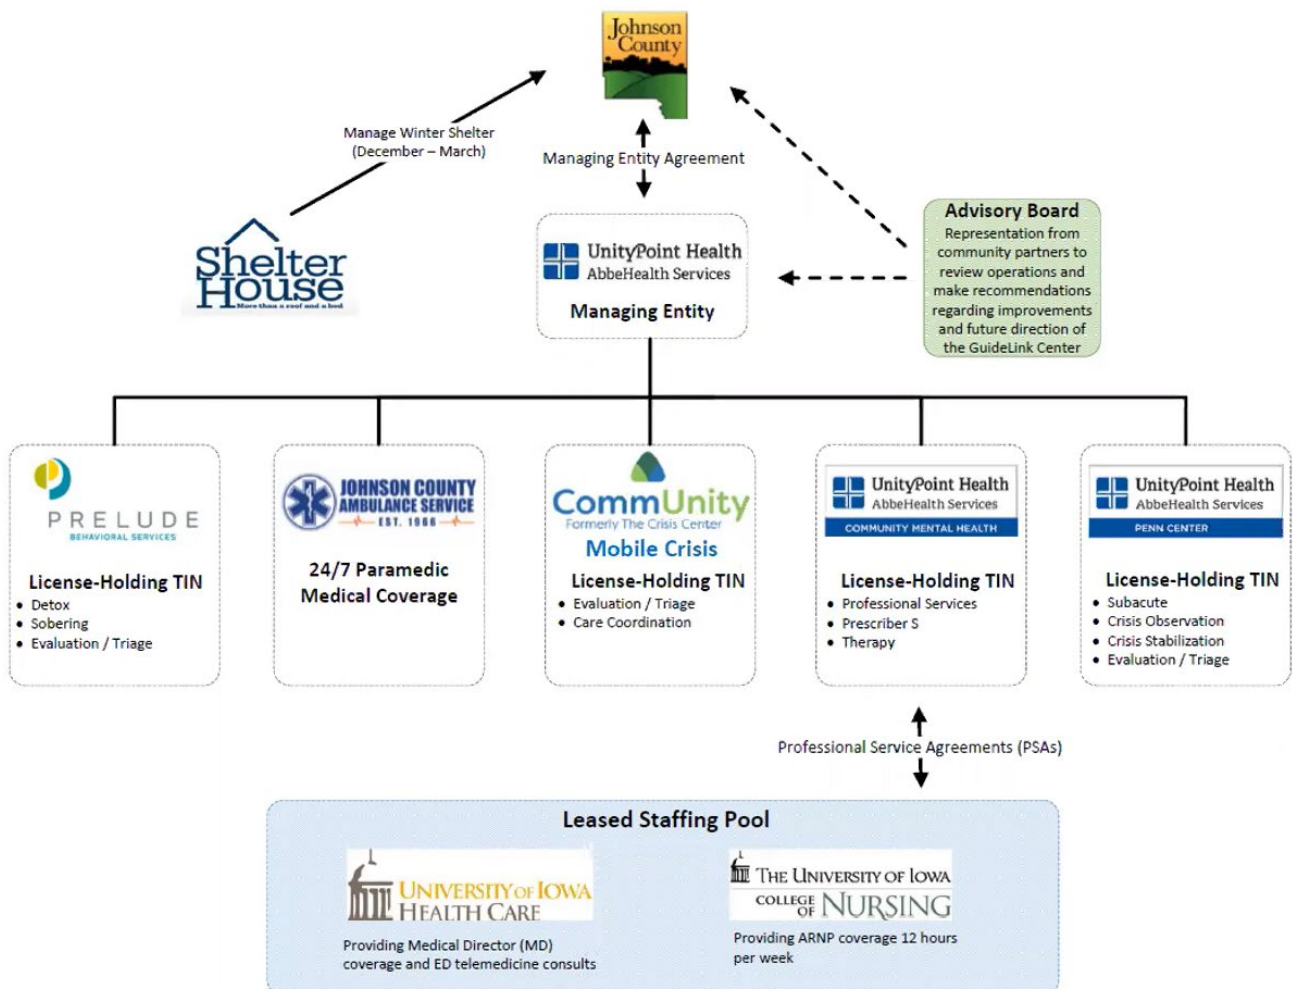 Johnson
County
Manage Winter Shelter
(December – March)
Managing Entity Agreement
Shelter
House
More than a roof and a bed
UnityPoint Health
AbbeHealth Services
Managing Entity
Advisory Board
Representation from
community partners to
review operations and
make recommendations
regarding improvements
and future direction of
the GuideLink Center
PRELUDE
BEHAVIORAL SERVICES
License-Holding TIN
• Detox
• Sobering
• Evaluation / Triage
JOHNSON COUNTY
AMBULANCE SERVICE
EST. 1966
24/7 Paramedic
Medical Coverage
CommUnity
Formerly The Crisis Center
Mobile Crisis
License-Holding TIN
• Evaluation / Triage
• Care Coordination
UnityPoint Health
AbbeHealth Services
COMMUNITY MENTAL HEALTH
License-Holding TIN
• Professional Services
• Prescriber S
• Therapy
UnityPoint Health
AbbeHealth Services
PENN CENTER
License-Holding TIN
• Subacute
• Crisis Observation
• Crisis Stabilization
• Evaluation / Triage
Professional Service Agreements (PSAs)
Leased Staffing Pool
UNIVERSITY OF IOWA
HEALTH CARE
Providing Medical Director (MD)
coverage and ED telemedicine consults
THE UNIVERSITY OF IOWA
COLLEGE OF NURSING
Providing ARNP coverage 12 hours
per week